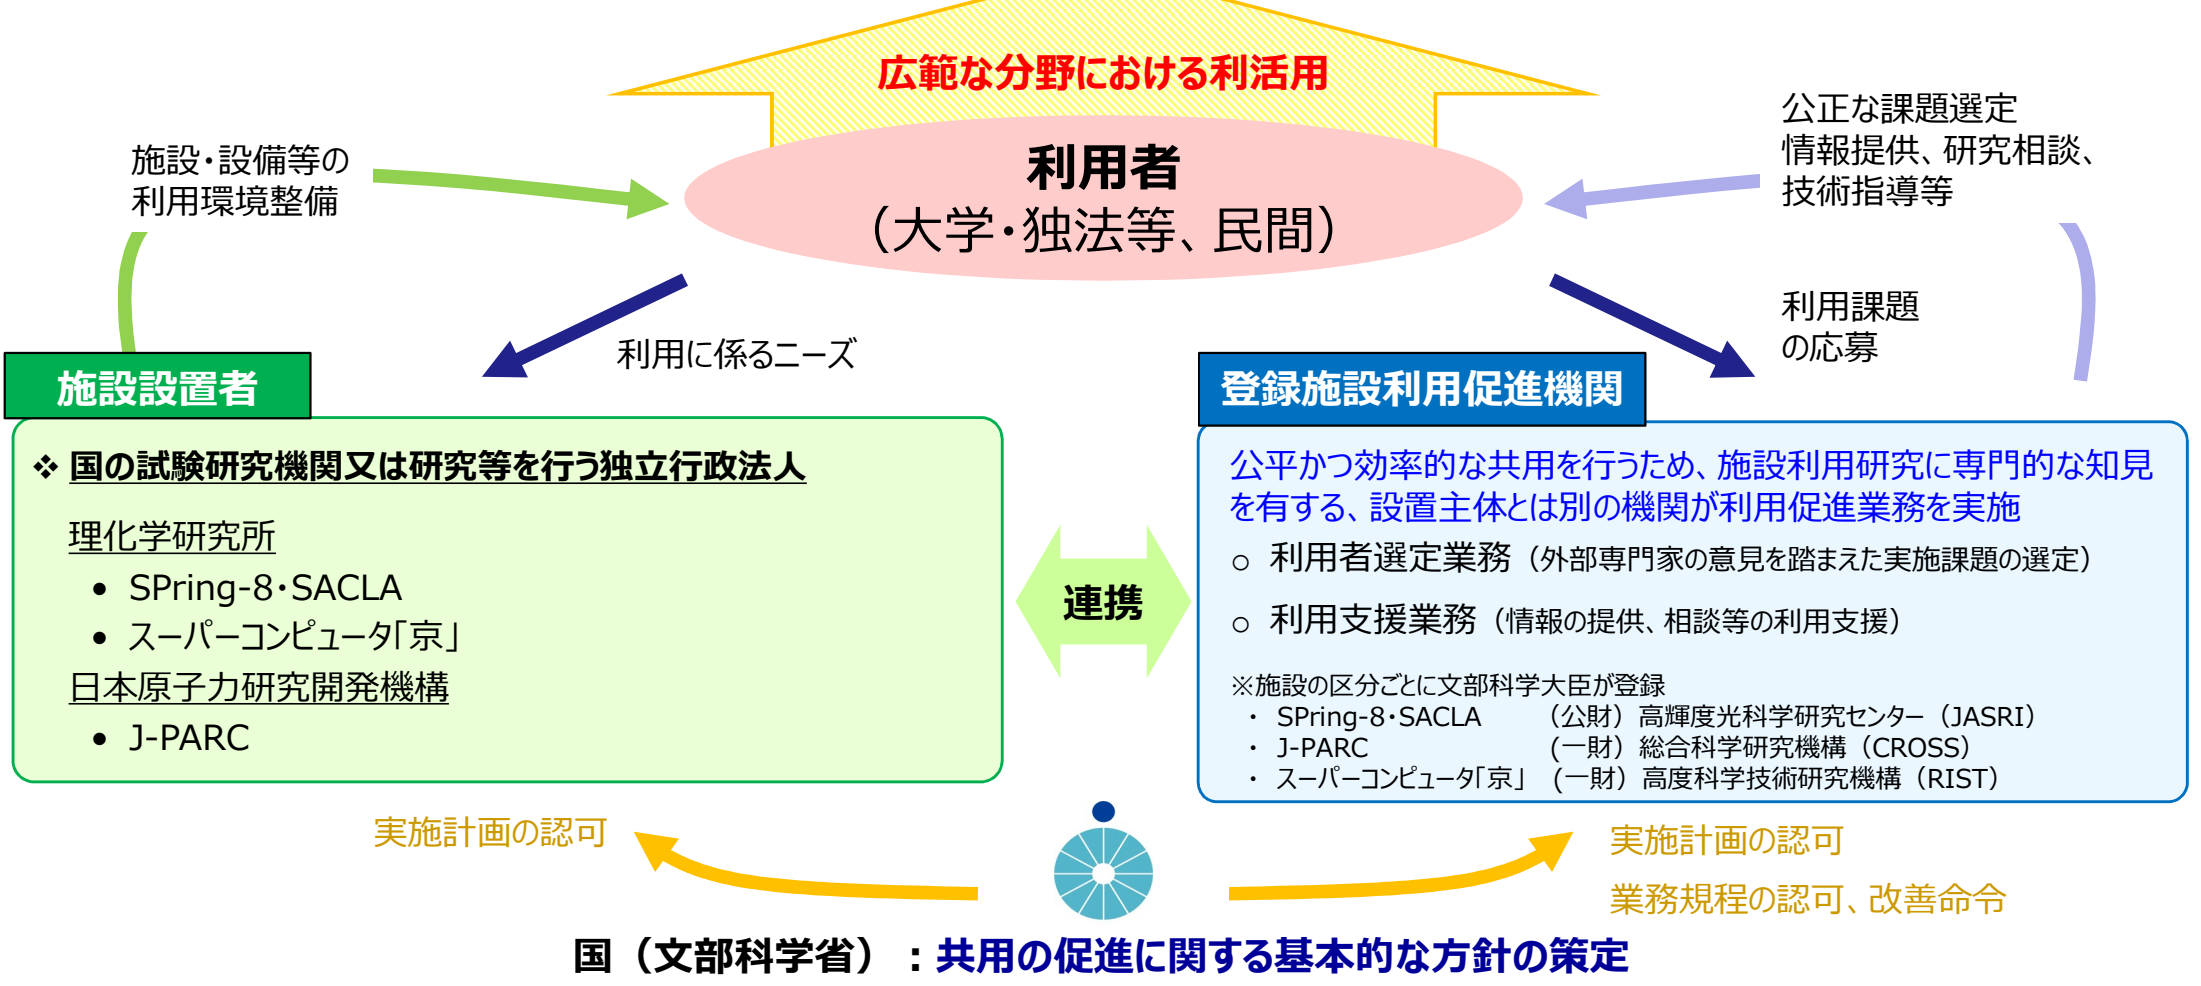 広範な分野における利活用
利用者
（大学・独法等、民間）
施設・設備等の
利用環境整備
公正な課題選定
情報提供、研究相談、
技術指導等
利用に係るニーズ
利用課題
の応募
施設設置者
❖ 国の試験研究機関又は研究等を行う独立行政法人
理化学研究所
• SPring-8・SACLA
• スーパーコンピュータ「京」
日本原子力研究開発機構
• J-PARC
連携
登録施設利用促進機関
公平かつ効率的な共用を行うため、施設利用研究に専門的な知見
を有する、設置主体とは別の機関が利用促進業務を実施
o 利用者選定業務（外部専門家の意見を踏まえた実施課題の選定）
o 利用支援業務（情報の提供、相談等の利用支援）
※施設の区分ごとに文部科学大臣が登録
・ SPring-8・SACLA （公財）高輝度光科学研究センター（JASRI）
・ J-PARC (一財）総合科学研究機構（CROSS）
・ スーパーコンピュータ「京」 (一財）高度科学技術研究機構（RIST）
実施計画の認可
実施計画の認可
業務規程の認可、改善命令
国（文部科学省）：共用の促進に関する基本的な方針の策定